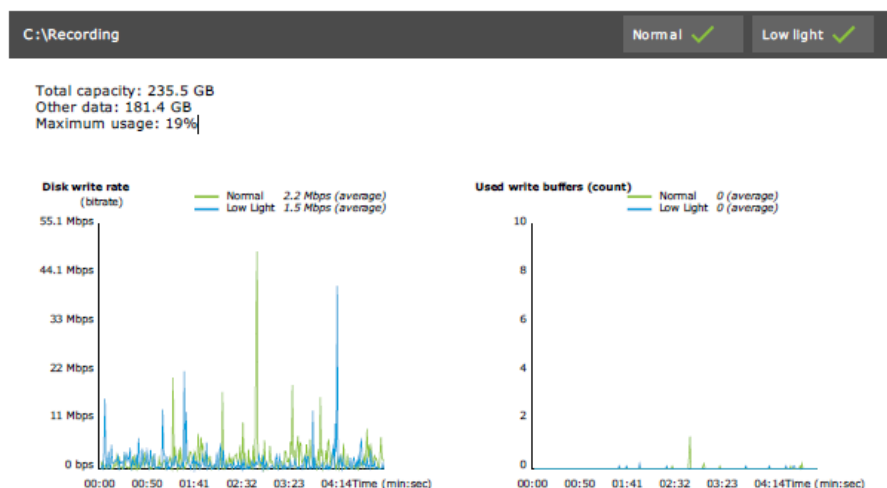 C:\Recording
Normal
Low light
Total capacity: 235.5 GB
Other data: 181.4 GB
Maximum usage: 19%
Disk write rate
(bitrate)
Normal 2.2 Mbps (average)
Low Light 1.5 Mbps (average)
55.1 Mbps
44.1 Mbps
33 Mbps
22 Mbps
11 Mbps
0 bps
00:00 00:50 01:41 02:32 03:23 04:14Time (min:sec)
Used write buffers (count)
Normal 0 (average)
Low Light 0 (average)
10
8
6
4
2
0
00:00 00:50 01:41 02:32 03:23 04:14Time (min:sec)